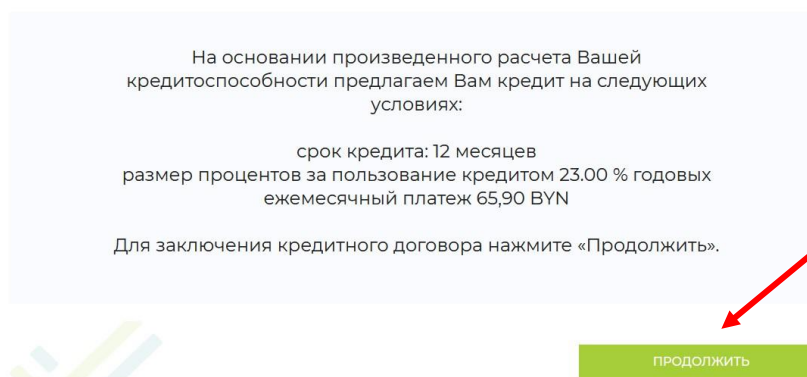 На основании произведенного расчета Вашей
кредитоспособности предлагаем Вам кредит на следующих
условиях:
срок кредита: 12 месяцев
размер процентов за пользование кредитом 23.00 % годовых
ежемесячный платеж 65,90 BYN
Для заключения кредитного договора нажмите «Продолжить».
ПРОДОЛЖИТЬ